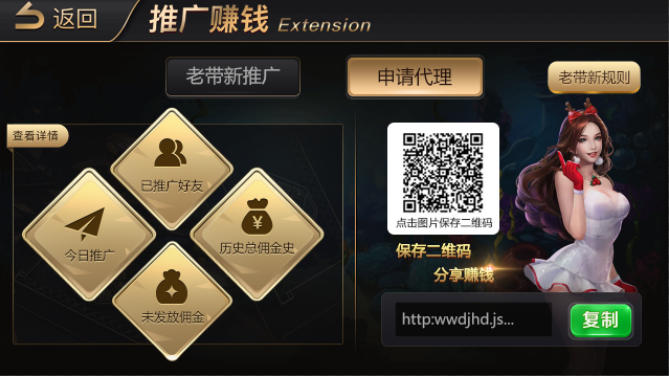 返回
推广赚钱 Extension
老带新推广
申请代理
老带新规则
查看详情
已推广好友
今日推广
历史总佣金史
未发放佣金
点击图片保存二维码
保存二维码
分享赚钱
http:wwdjhd.js...
复制